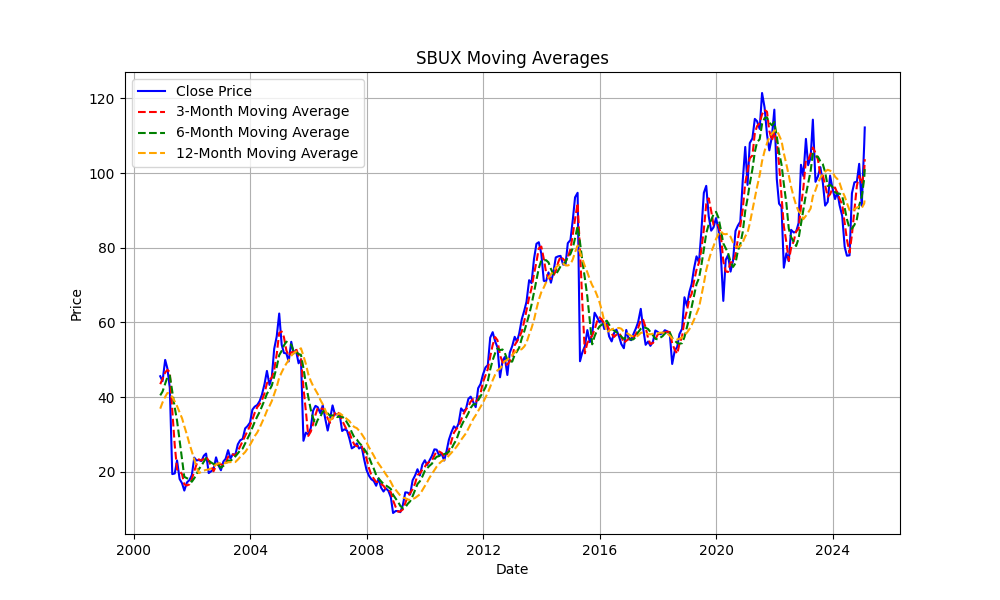 SBUX Moving Averages
Close Price
3-Month Moving Average
6-Month Moving Average
12-Month Moving Average
120
100
80
60
40
20
Price
2000 2004 2008 2012 2016 2020 2024
Date